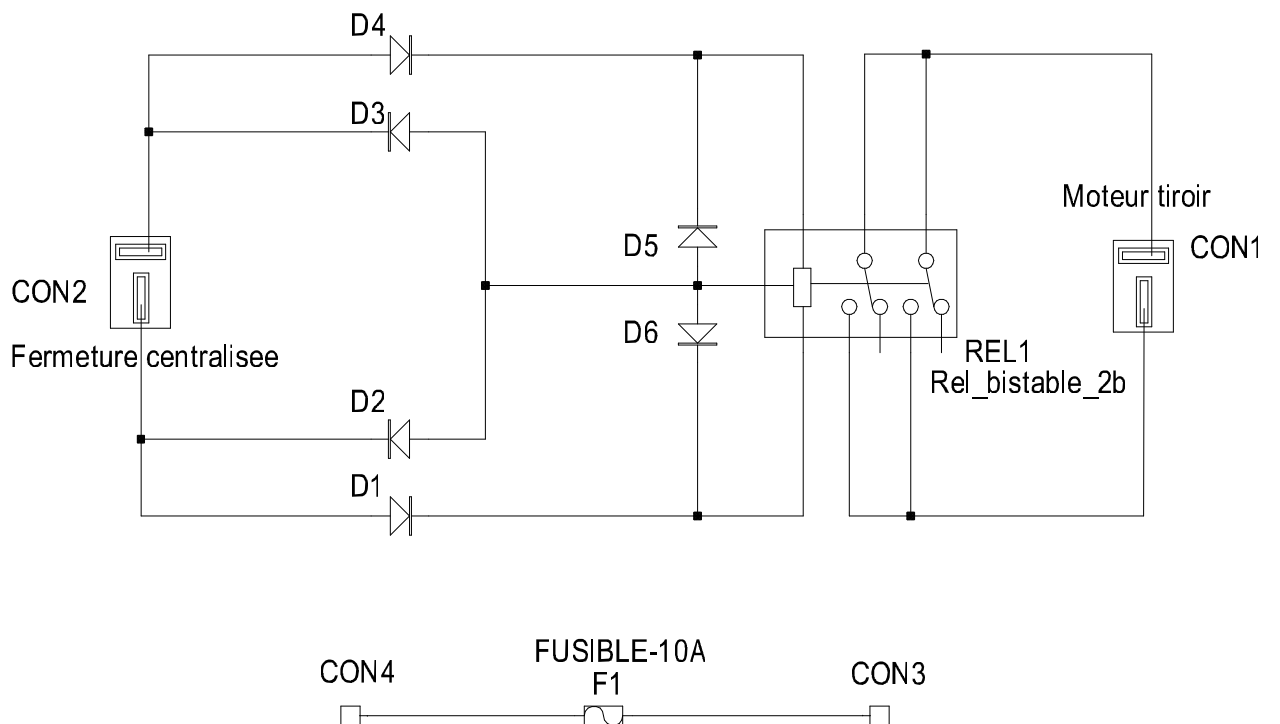 D4
D3
Moteur tiroir
D5
CON1
CON2
D6
Fermeture centralisee
REL1
Rel_bistable_2b
D2
D1
FUSIBLE-10A
CON4
F1
CON3